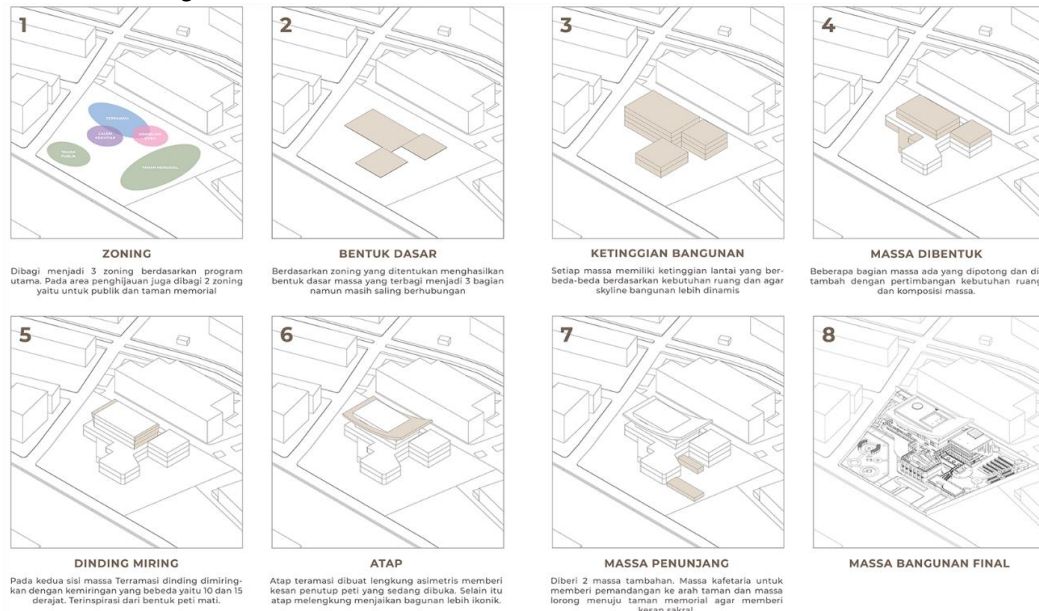 1
TAMAN
PUBLIK
TAMAN MEMORIAL
ZONING
Dibagi menjadi 3 zoning berdasarkan program
utama. Pada area penghijauan juga dibagi 2 zoning
yaitu untuk publik dan taman memorial
2
BENTUK DASAR
Berdasarkan zoning yang ditentukan menghasilkan
bentuk dasar massa yang terbagi menjadi 3 bagian
namun masih saling berhubungan
3
KETINGGIAN BANGUNAN
Setiap massa memiliki ketinggian lantai yang ber-
beda-beda berdasarkan kebutuhan ruang dan agar
skyline bangunan lebih dinamis
4
MASSA DIBENTUK
Beberapa bagian massa ada yang dipotong dan di-
tambah dengan pertimbangan kebutuhan ruang
dan komposisi massa.
5
DINDING MIRING
Pada kedua sisi massa Terramasi dinding dimiring-
kan dengan kemiringan yang bebeda yaitu 10 dan 15
derajat. Terinspirasi dari bentuk peti mati.
6
ATAP
Atap teramasi dibuat lengkung asimetris memberi
kesan penutup peti yang sedang dibuka. Selain itu
atap melengkung menjaikan bagunan lebih ikonik.
7
MASSA PENUNJANG
Diberi 2 massa tambahan. Massa kafetaria untuk
memberi pemandangan ke arah taman dan massa
lorong menuju taman memorial agar memberi
kesan sakral
8
MASSA BANGUNAN FINAL